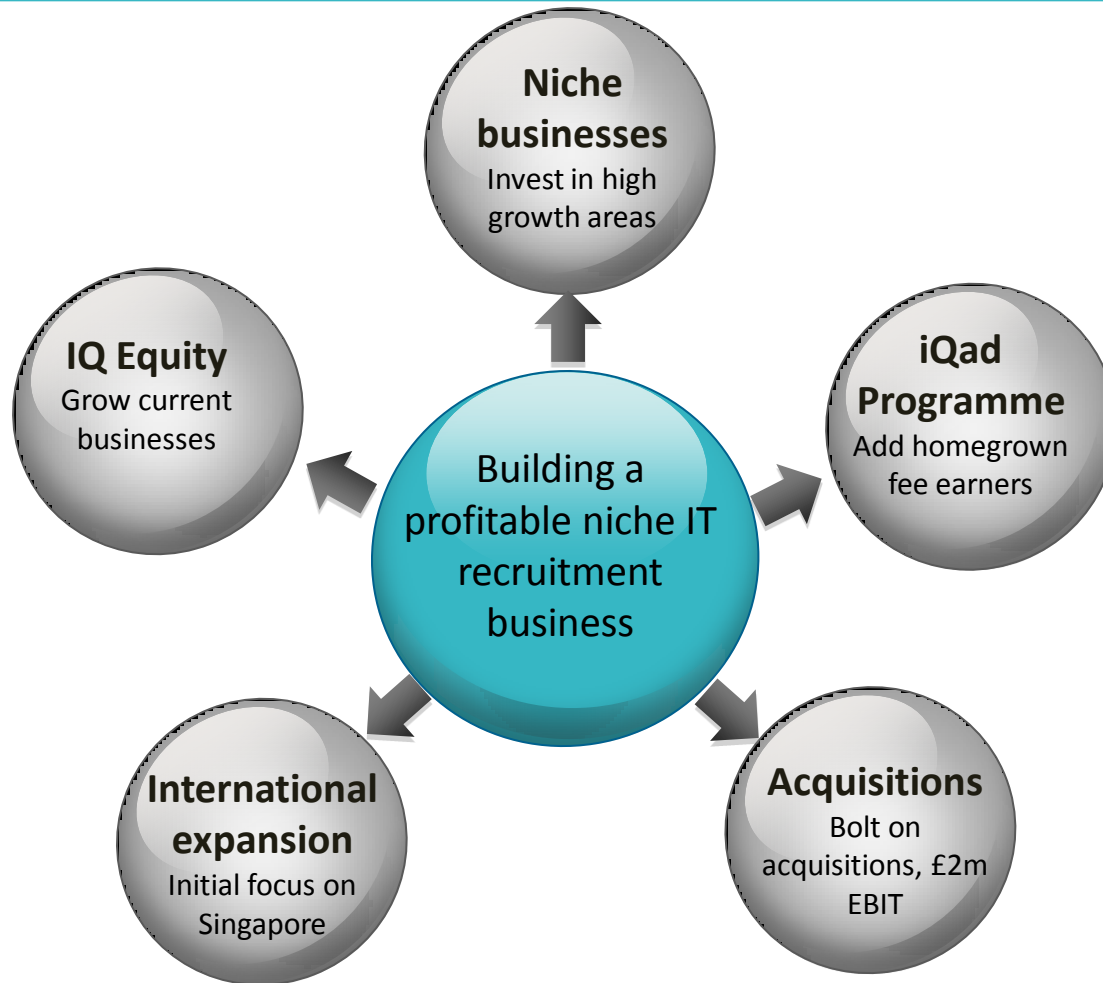 Niche
businesses
Invest in high
growth areas
IQ Equity
Grow current
businesses
iQad
Programme
Add homegrown
fee earners
Building a
profitable niche IT
recruitment
business
International
expansion
Initial focus on
Singapore
Acquisitions
Bolt on
acquisitions, £2m
EBIT